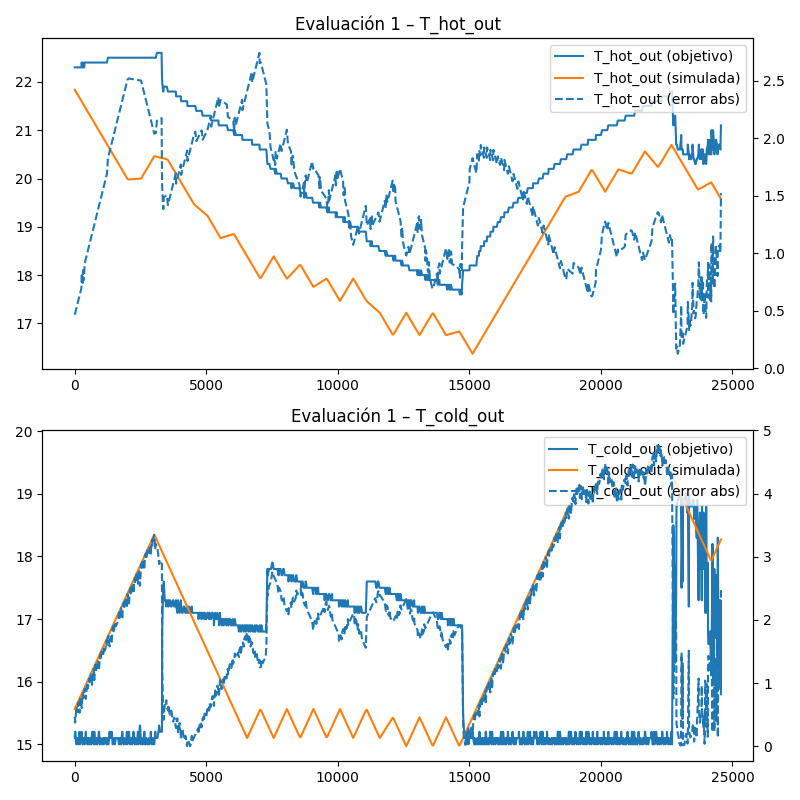 Evaluación 1 – T_hot_out
T_hot_out (objetivo)
T_hot_out (simulada)
T_hot_out (error abs)
22
21
20
19
18
17
2.5
2.0
1.5
1.0
0.5
0.0
0 5000 10000 15000 20000 25000
Evaluación 1 – T_cold_out
T_cold_out (objetivo)
T_cold_out (simulada)
T_cold_out (error abs)
20
19
18
17
16
15
5
4
3
2
1
0
0 5000 10000 15000 20000 25000